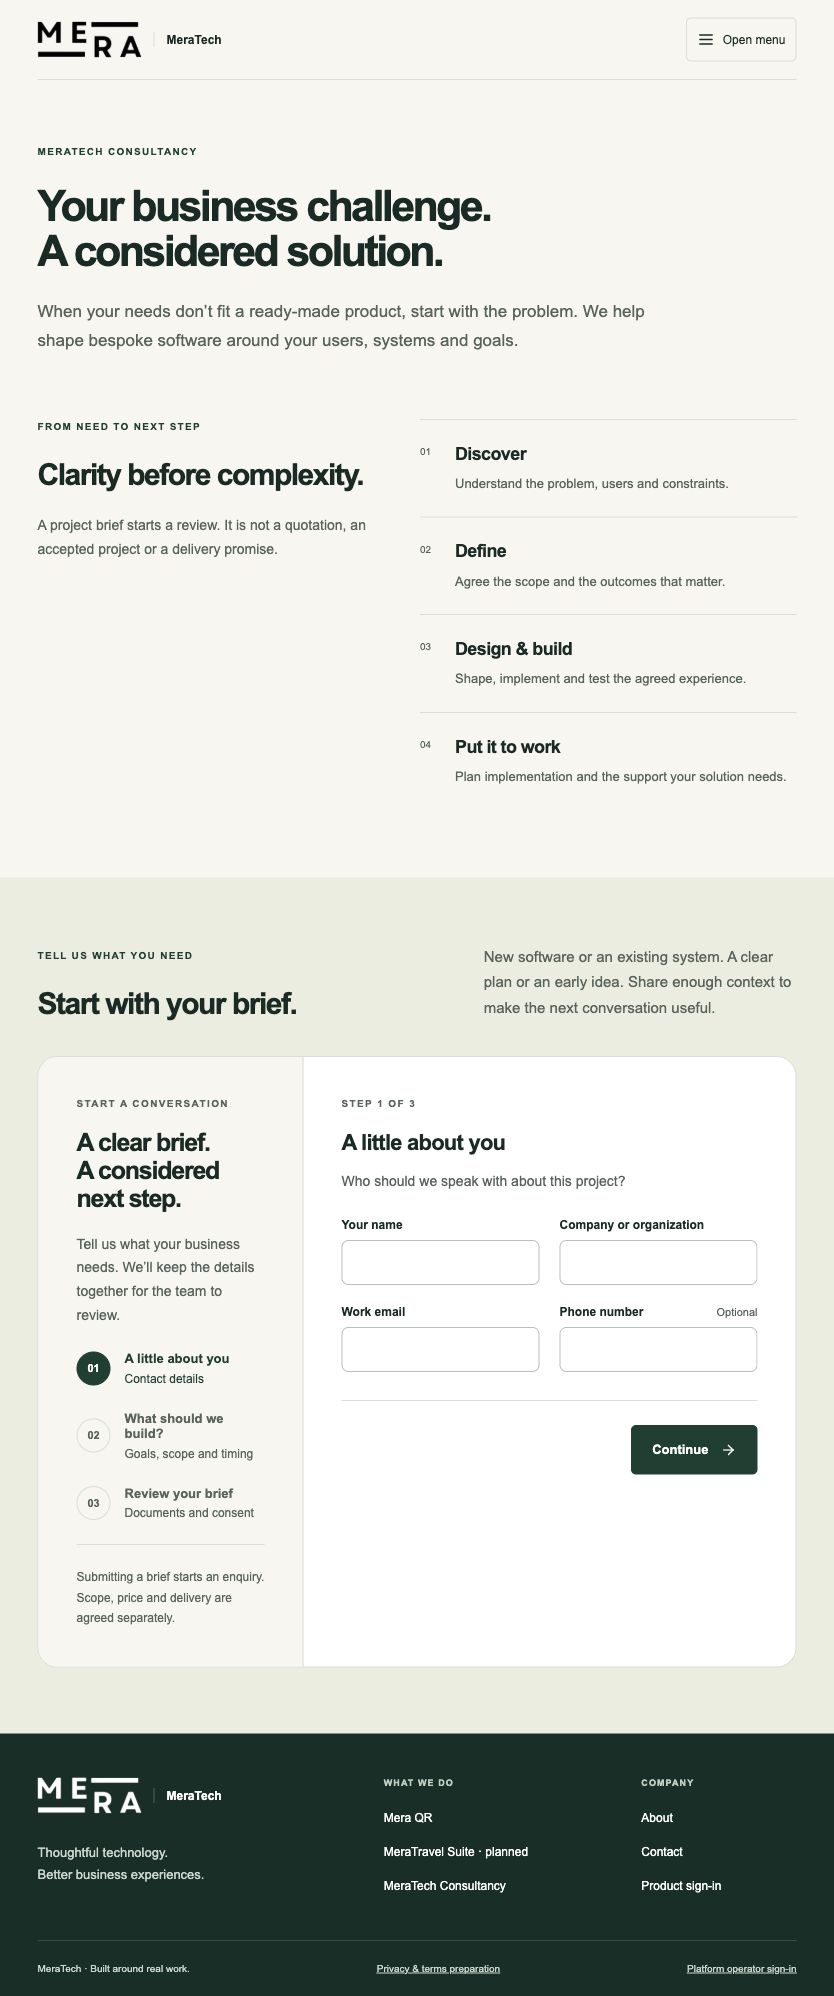 MERA
MeraTech
Open menu
MERATECH CONSULTANCY
Your business challenge.
A considered solution.
When your needs don’t fit a ready-made product, start with the problem. We help
shape bespoke software around your users, systems and goals.
FROM NEED TO NEXT STEP
Clarity before complexity.
A project brief starts a review. It is not a quotation, an
accepted project or a delivery promise.
01
Discover
Understand the problem, users and constraints.
02
Define
Agree the scope and the outcomes that matter.
03
Design & build
Shape, implement and test the agreed experience.
04
Put it to work
Plan implementation and the support your solution needs.
TELL US WHAT YOU NEED
Start with your brief.
New software or an existing system. A clear
plan or an early idea. Share enough context to
make the next conversation useful.
START A CONVERSATION
A clear brief.
A considered
next step.
Tell us what your business
needs. We’ll keep the details
together for the team to
review.
01
A little about you
Contact details
02
What should we
build?
Goals, scope and timing
03
Review your brief
Documents and consent
Submitting a brief starts an enquiry.
Scope, price and delivery are
agreed separately.
STEP 1 OF 3
A little about you
Who should we speak with about this project?
Your name
Company or organization
Work email
Phone number
Optional
Continue
MERA
MeraTech
Thoughtful technology.
Better business experiences.
WHAT WE DO
Mera QR
MeraTravel Suite · planned
MeraTech Consultancy
COMPANY
About
Contact
Product sign-in
MeraTech · Built around real work.
Privacy & terms preparation
Platform operator sign-in